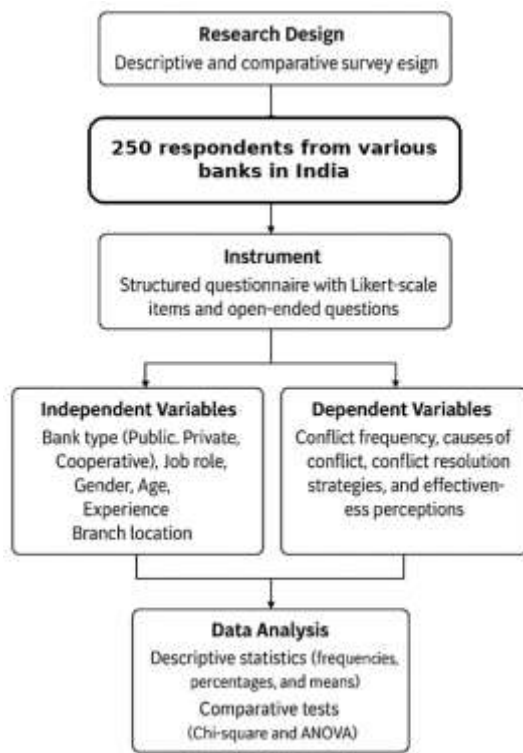 Research Design
Descriptive and comparative survey esign
250 respondents from various
banks in India
Instrument
Structured questionnaire with Likert-scale
items and open-ended questions
Independent Variables
Bank type (Public. Private,
Cooperative), Job role,
Gender, Age,
Experience
Branch location
Dependent Variables
Conflict frequency, causes of
conflict, conflict resolution
strategies, and effectiven-
ess perceptions
Data Analysis
Descriptive statistics (frequencies,
percentages, and means)
Comparative tests
(Chi-square and ANOVA)